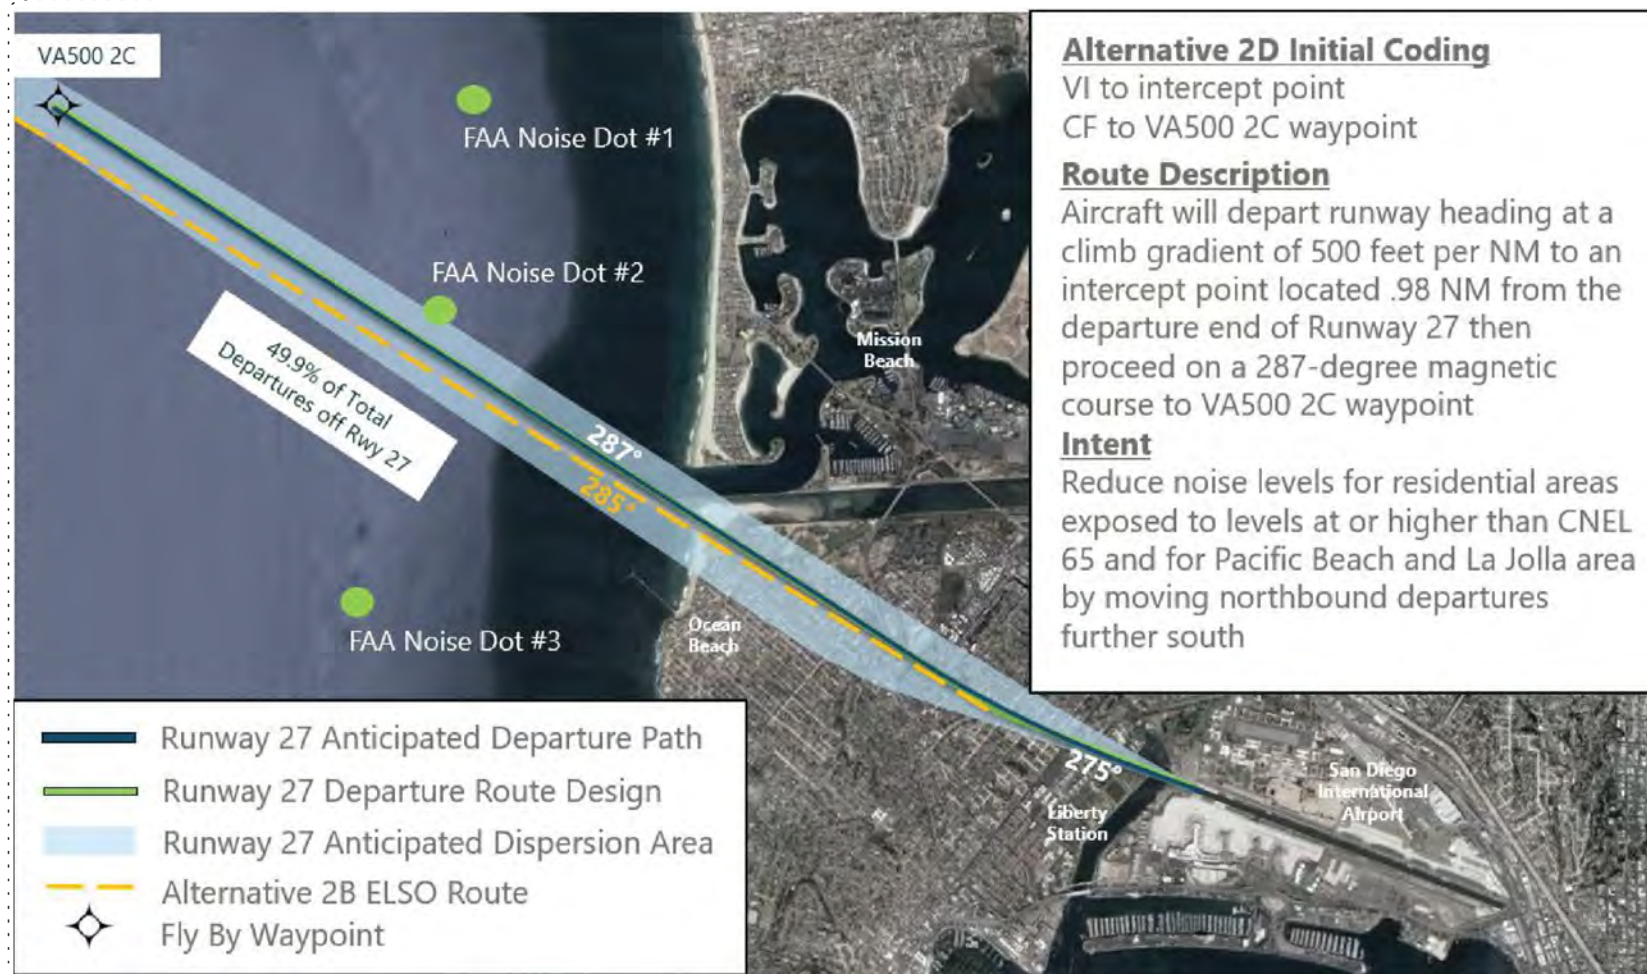 VA500 2C
FAA Noise Dot #1
FAA Noise Dot #2
49.9% of Total
Departures off Rwy 27
287°
285°
FAA Noise Dot #3
Mission
Beach
Ocean
Beach
275°
Liberty
Station
San Diego
International
Airport
Alternative 2D Initial Coding
VI to intercept point
CF to VA500 2C waypoint
Route Description
Aircraft will depart runway heading at a
climb gradient of 500 feet per NM to an
intercept point located .98 NM from the
departure end of Runway 27 then
proceed on a 287-degree magnetic
course to VA500 2C waypoint
Intent
Reduce noise levels for residential areas
exposed to levels at or higher than CNEL
65 and for Pacific Beach and La Jolla area
by moving northbound departures
further south
Runway 27 Anticipated Departure Path
Runway 27 Departure Route Design
Runway 27 Anticipated Dispersion Area
Alternative 2B ELSO Route
Fly By Waypoint